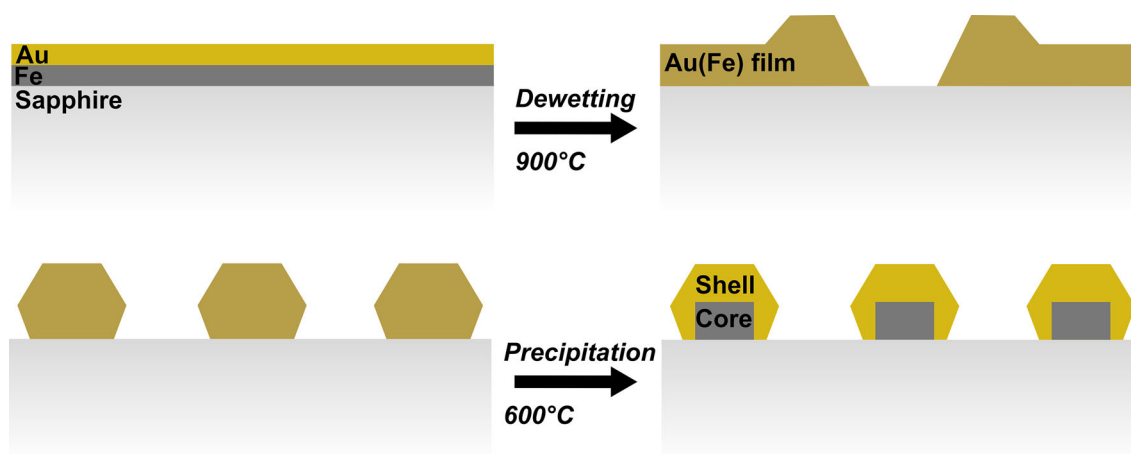 Au
Fe
Sapphire
Dewetting
900°C
Au(Fe) film
Precipitation
600°C
Shell
Core